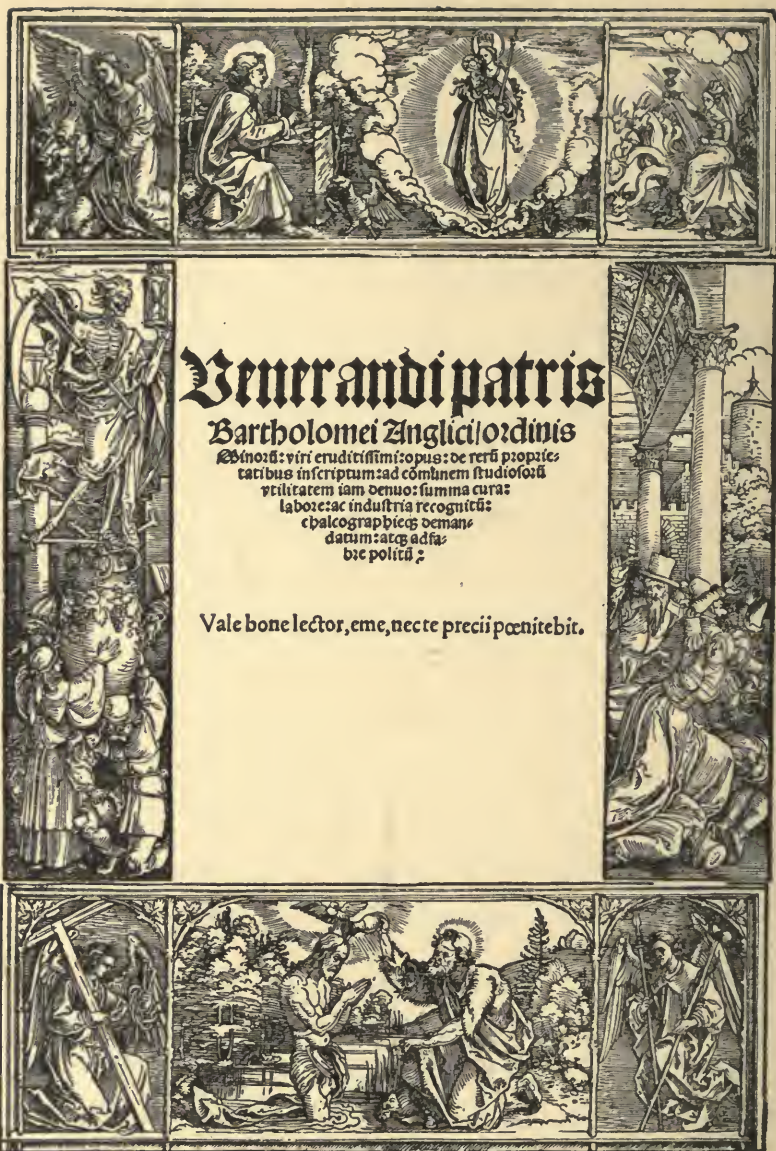 Venerandi patris
Bartholomei Anglici/ordinis
Minorū: viri eruditissimi: opus: de rerū proprie⸗
tatibus inscriptum: ad cōmunem studiosorū
vtilitatem iam denuo: summa cura:
labore: ac industria recognitū:
chalcographieqꝫ deman⸗
datum: atqꝫ adfa⸗
bre politū:
Vale bone lector, eme, nec te precii pœnitebit.